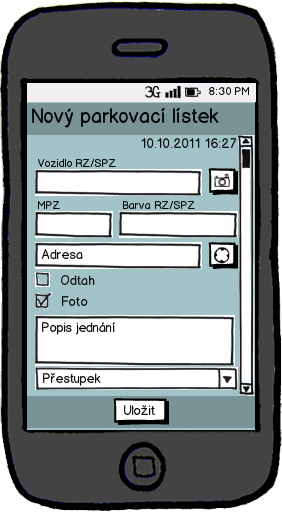 3G 8:30 PM
Nový parkovací lístek
10.10.2011 16:27
Vozidlo RZ/SPZ
MPZ Barva RZ/SPZ
Adresa
Odtah
Foto
Popis jednání
Přestupek
Uložit